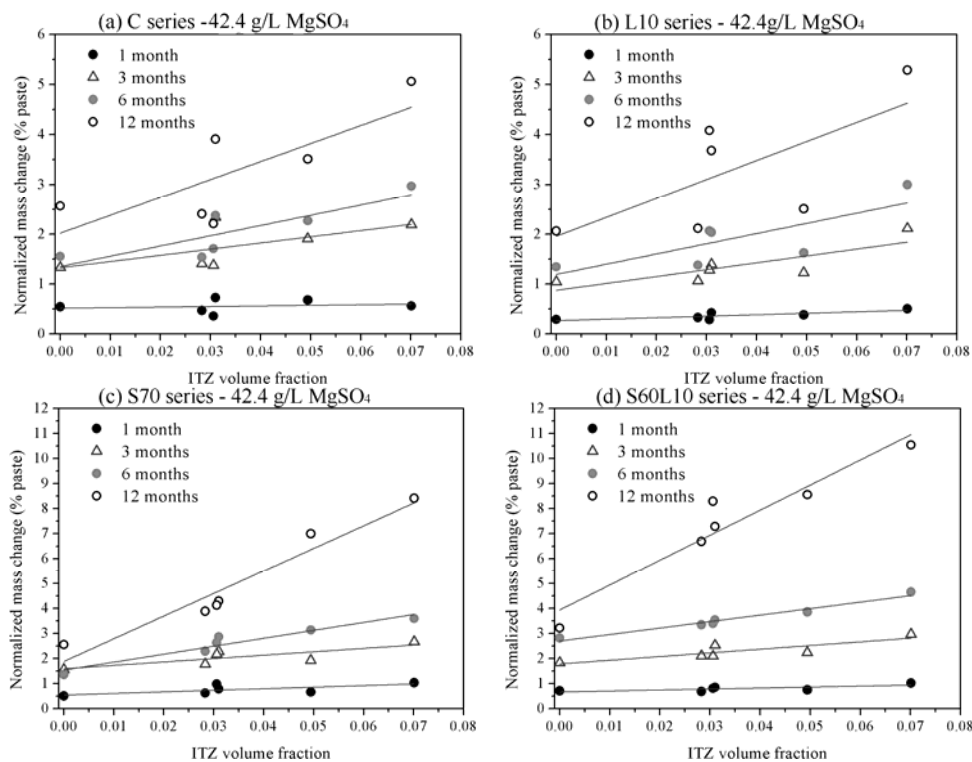 (a) C series -42.4 g/L MgSO₄
6
5
4
3
2
1
0
Normalized mass change (% paste)
1 month
3 months
6 months
12 months
0.00 0.01 0.02 0.03 0.04 0.05 0.06 0.07 0.08
ITZ volume fraction
(b) L10 series - 42.4g/L MgSO₄
6
5
4
3
2
1
0
Normalized mass change (% paste)
1 month
3 months
6 months
12 months
0.00 0.01 0.02 0.03 0.04 0.05 0.06 0.07 0.08
ITZ volume fraction
(c) S70 series - 42.4 g/L MgSO₄
12
11
10
9
8
7
6
5
4
3
2
1
0
Normalized mass change (% paste)
1 month
3 months
6 months
12 months
0.00 0.01 0.02 0.03 0.04 0.05 0.06 0.07 0.08
ITZ volume fraction
(d) S60L10 series - 42.4 g/L MgSO₄
12
11
10
9
8
7
6
5
4
3
2
1
0
Normalized mass change (% paste)
1 month
3 months
6 months
12 months
0.00 0.01 0.02 0.03 0.04 0.05 0.06 0.07 0.08
ITZ volume fraction